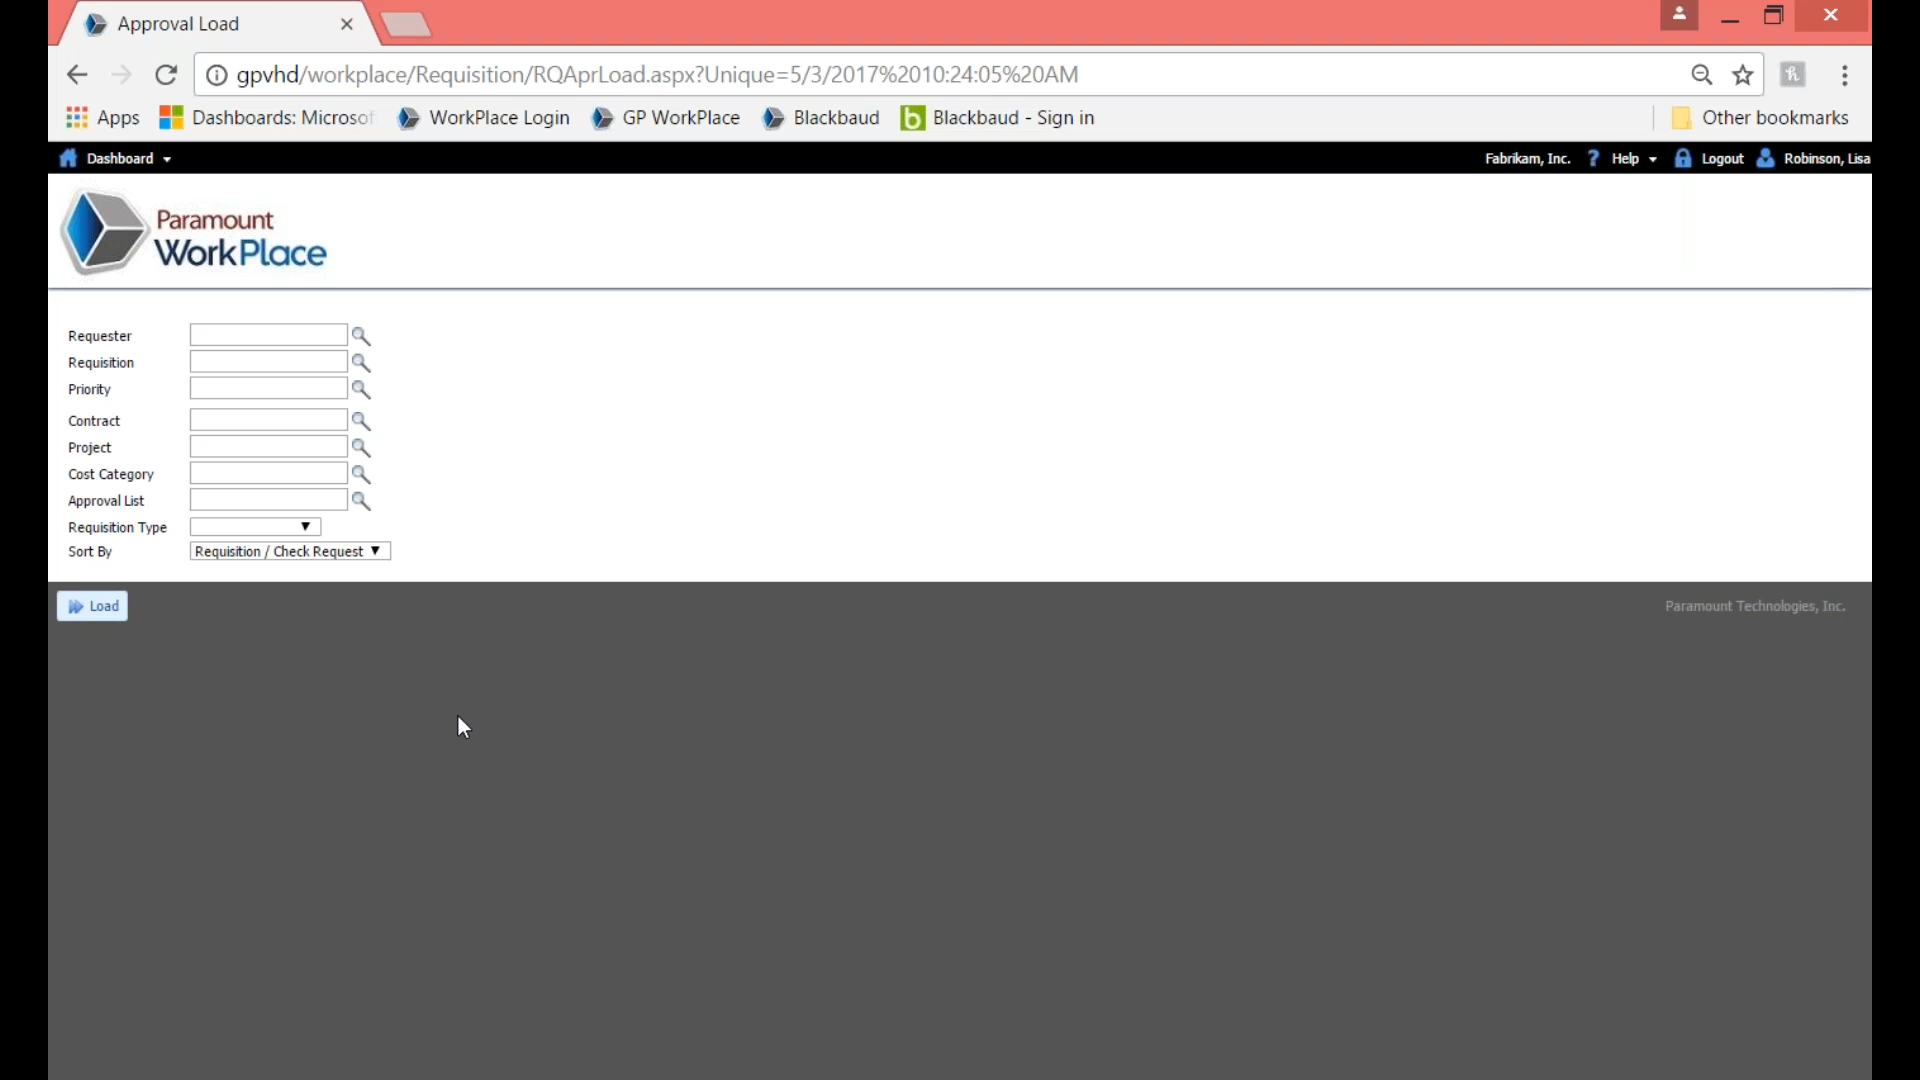 Approval Load
gpvhd/workplace/Requisition/RQAprLoad.aspx?Unique=5/3/2017%2010:24:05%20AM
Apps Dashboards: Microsof WorkPlace Login GP WorkPlace Blackbaud Blackbaud - Sign in Other bookmarks
Dashboard Fabrikam, Inc. ? Help Logout Robinson, Lisa
Paramount
WorkPlace
Requester
Requisition
Priority
Contract
Project
Cost Category
Approval List
Requisition Type
Sort By Requisition / Check Request
Load Paramount Technologies, Inc.